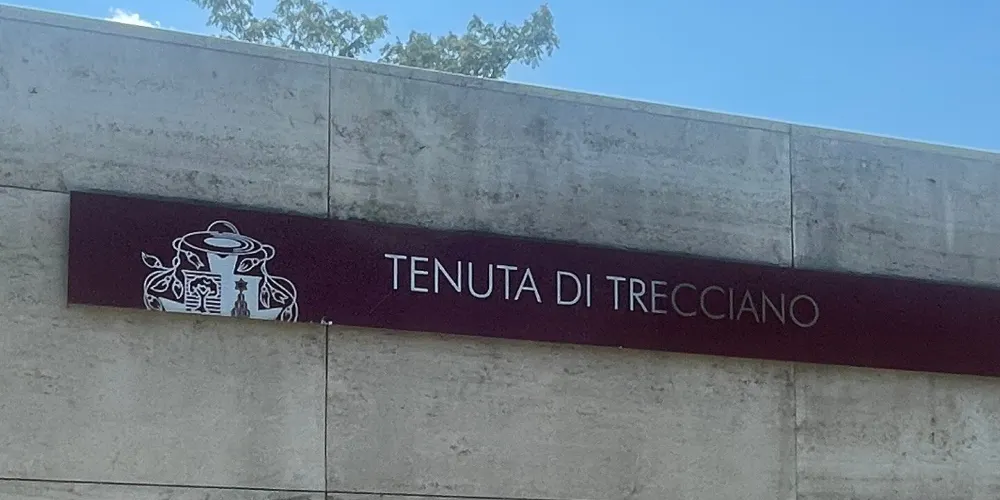 TENUTA DI TRECCIANO